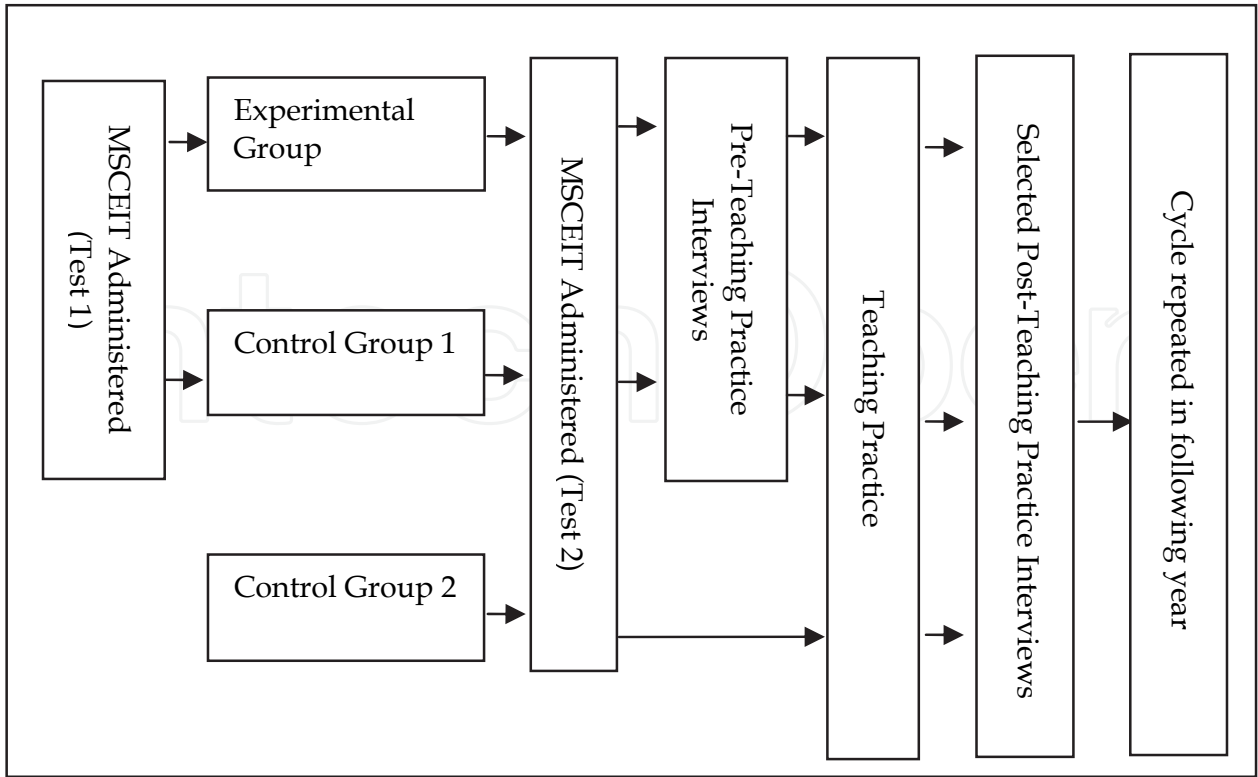 MSCEIT Administered
(Test 1)
Experimental
Group
Control Group 1
Control Group 2
MSCEIT Administered (Test 2)
Pre-Teaching Practice
Interviews
Teaching Practice
Selected Post-Teaching Practice Interviews
Cycle repeated in following year